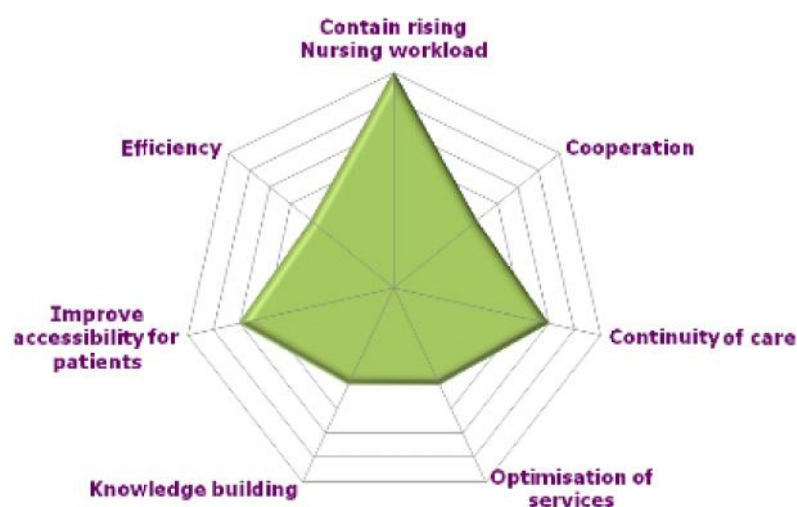 Contain rising
Nursing workload
Efficiency
Cooperation
Improve
accessibility for
patients
Continuity of care
Knowledge building
Optimisation of
services